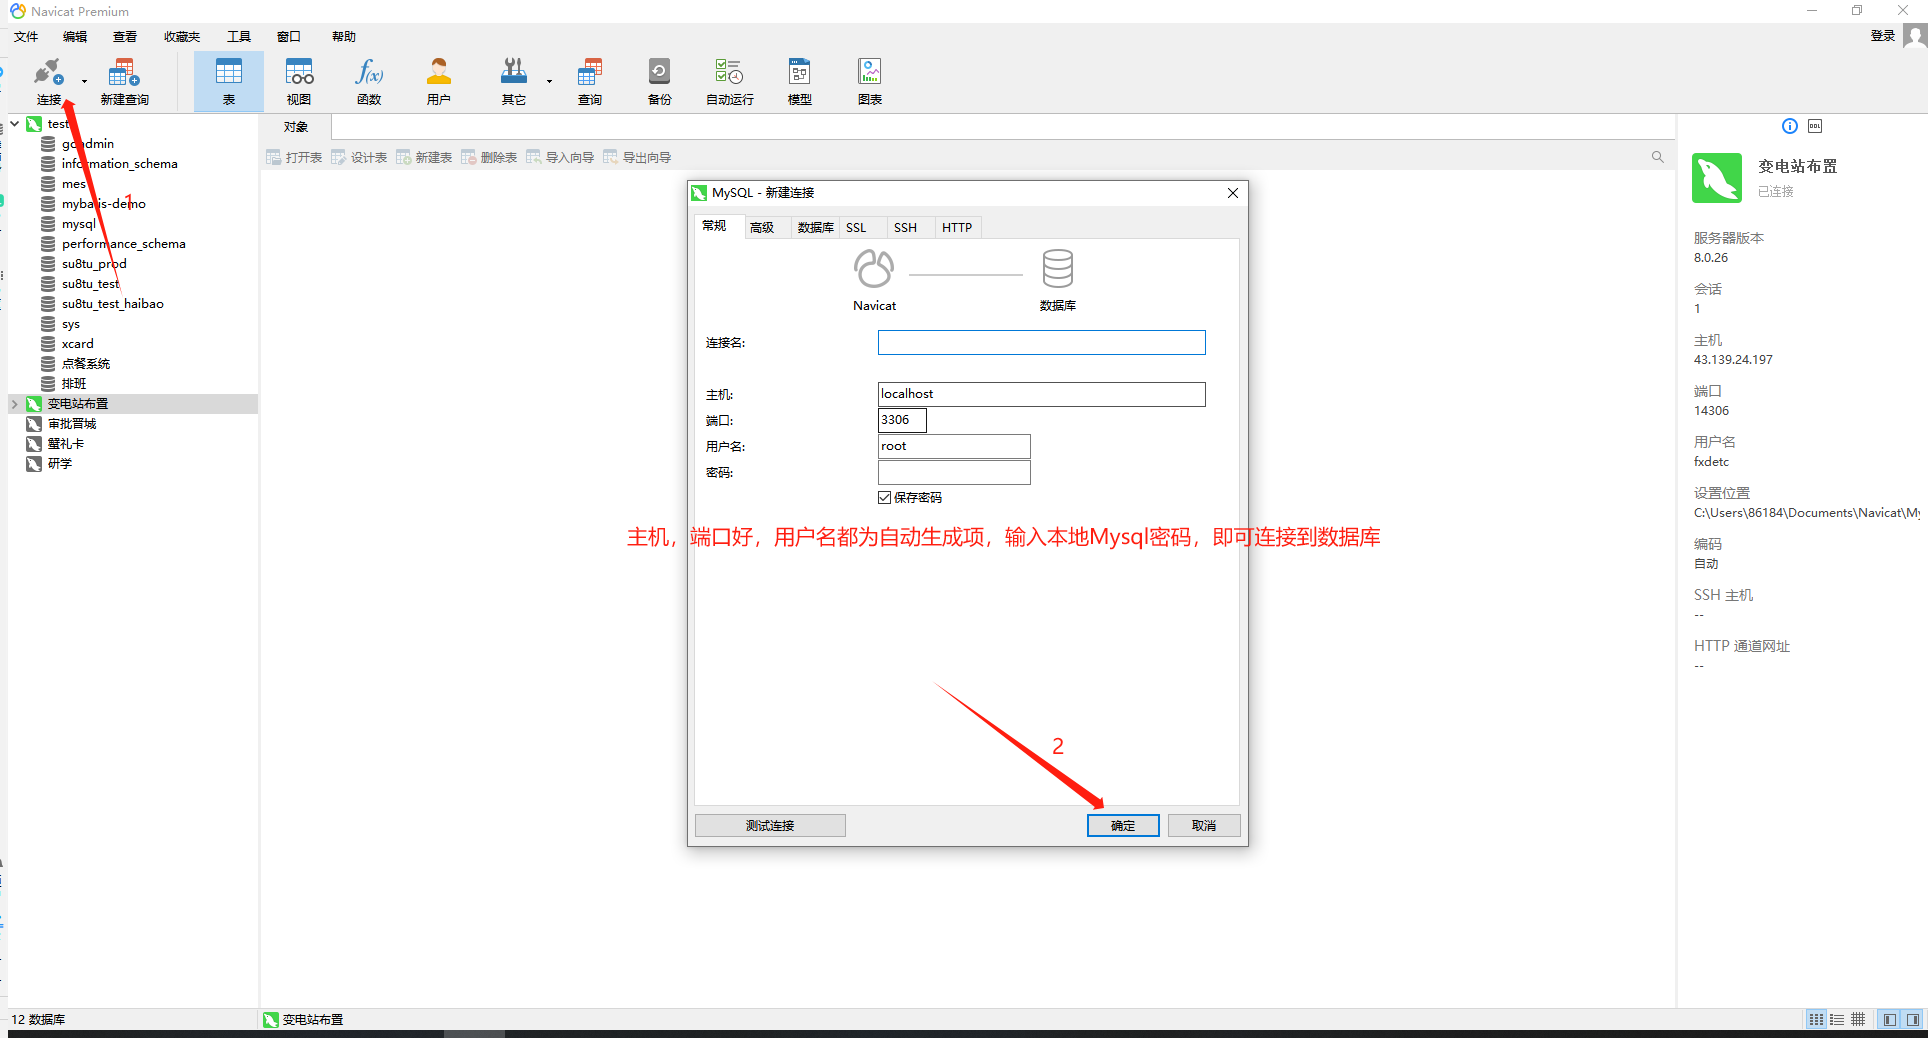 Navicat Premium
文件 编辑 查看 收藏夹 工具 窗口 帮助
登录
连接 新建查询 表 视图 函数 用户 其它 查询 备份 自动运行 模型 图表
test
gcadmin
information_schema
mes
mybatis-demo
mysql
performance_schema
su8tu_prod
su8tu_test
su8tu_test_haibao
sys
xcard
点餐系统
排班
变电站布置
审批晋城
蟹礼卡
研学
1
对象
打开表 设计表 新建表 删除表 导入向导 导出向导
MySQL - 新建连接
常规 高级 数据库 SSL SSH HTTP
Navicat 数据库
连接名:
主机: localhost
端口: 3306
用户名: root
密码:
保存密码
主机，端口好，用户名都为自动生成项，输入本地Mysql密码，即可连接到数据库
2
测试连接 确定 取消
变电站布置
已连接
服务器版本
8.0.26
会话
1
主机
43.139.24.197
端口
14306
用户名
fxdetc
设置位置
C:\Users\86184\Documents\Navicat\My
编码
自动
SSH 主机
--
HTTP 通道网址
--
12 数据库 变电站布置